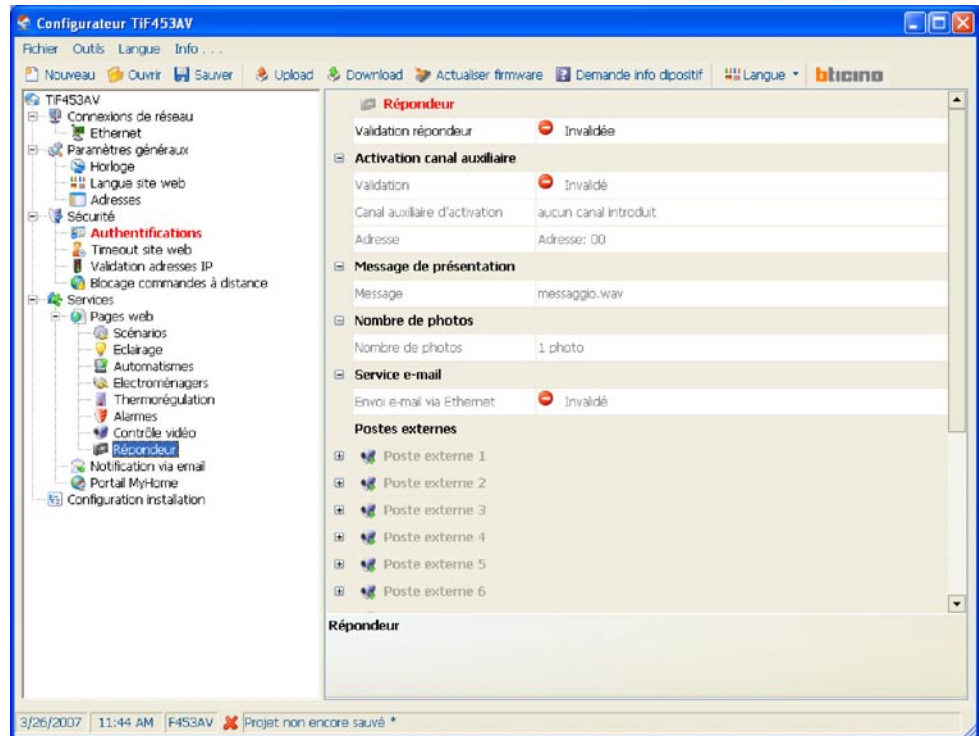 Configurateur TiF453AV
Fichier Outils Langue Info . . .
Nouveau Ouvrir Sauver Upload Download Actualiser firmware Demande info dipositif Langue bticino
TiF453AV
Connexions de réseau
Ethernet
Paramètres généraux
Horloge
Langue site web
Adresses
Sécurité
Authentifications
Timeout site web
Validation adresses IP
Blocage commandes à distance
Services
Pages web
Scénarios
Eclairage
Automatismes
Electroménagers
Thermorégulation
Alarmes
Contrôle vidéo
Répondeur
Notification via email
Portail MyHome
Configuration installation
Répondeur
Validation répondeur Invalidée
Activation canal auxiliaire
Validation Invalidé
Canal auxiliaire d'activation aucun canal introduit
Adresse Adresse: 00
Message de présentation
Message messaggio.wav
Nombre de photos
Nombre de photos 1 photo
Service e-mail
Envoi e-mail via Ethernet Invalidé
Postes externes
Poste externe 1
Poste externe 2
Poste externe 3
Poste externe 4
Poste externe 5
Poste externe 6
Répondeur
3/26/2007 11:44 AM F453AV Projet non encore sauvé *